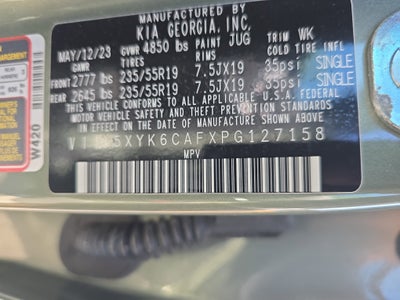 MANUFACTURED BY
KIA GEORGIA, INC.
MAY/12/23 GVWR 4850 lbs PAINT JUG TRIM WK
GAWR TIRES RIMS COLD TIRE INFL
FRONT 2777 lbs 235/55R19 7.5JX19 35psi SINGLE
REAR 2645 lbs 235/55R19 7.5JX19 35psi SINGLE
THIS VEHICLE CONFORMS TO ALL APPLICABLE U.S.A. FEDERAL
MOTOR VEHICLE SAFETY, BUMPER, AND THEFT PREVENTION STANDARDS
IN EFFECT ON THE DATE OF MANUFACTURE SHOWN ABOVE.
5XYK6CAFXPG127158
MPV
W420